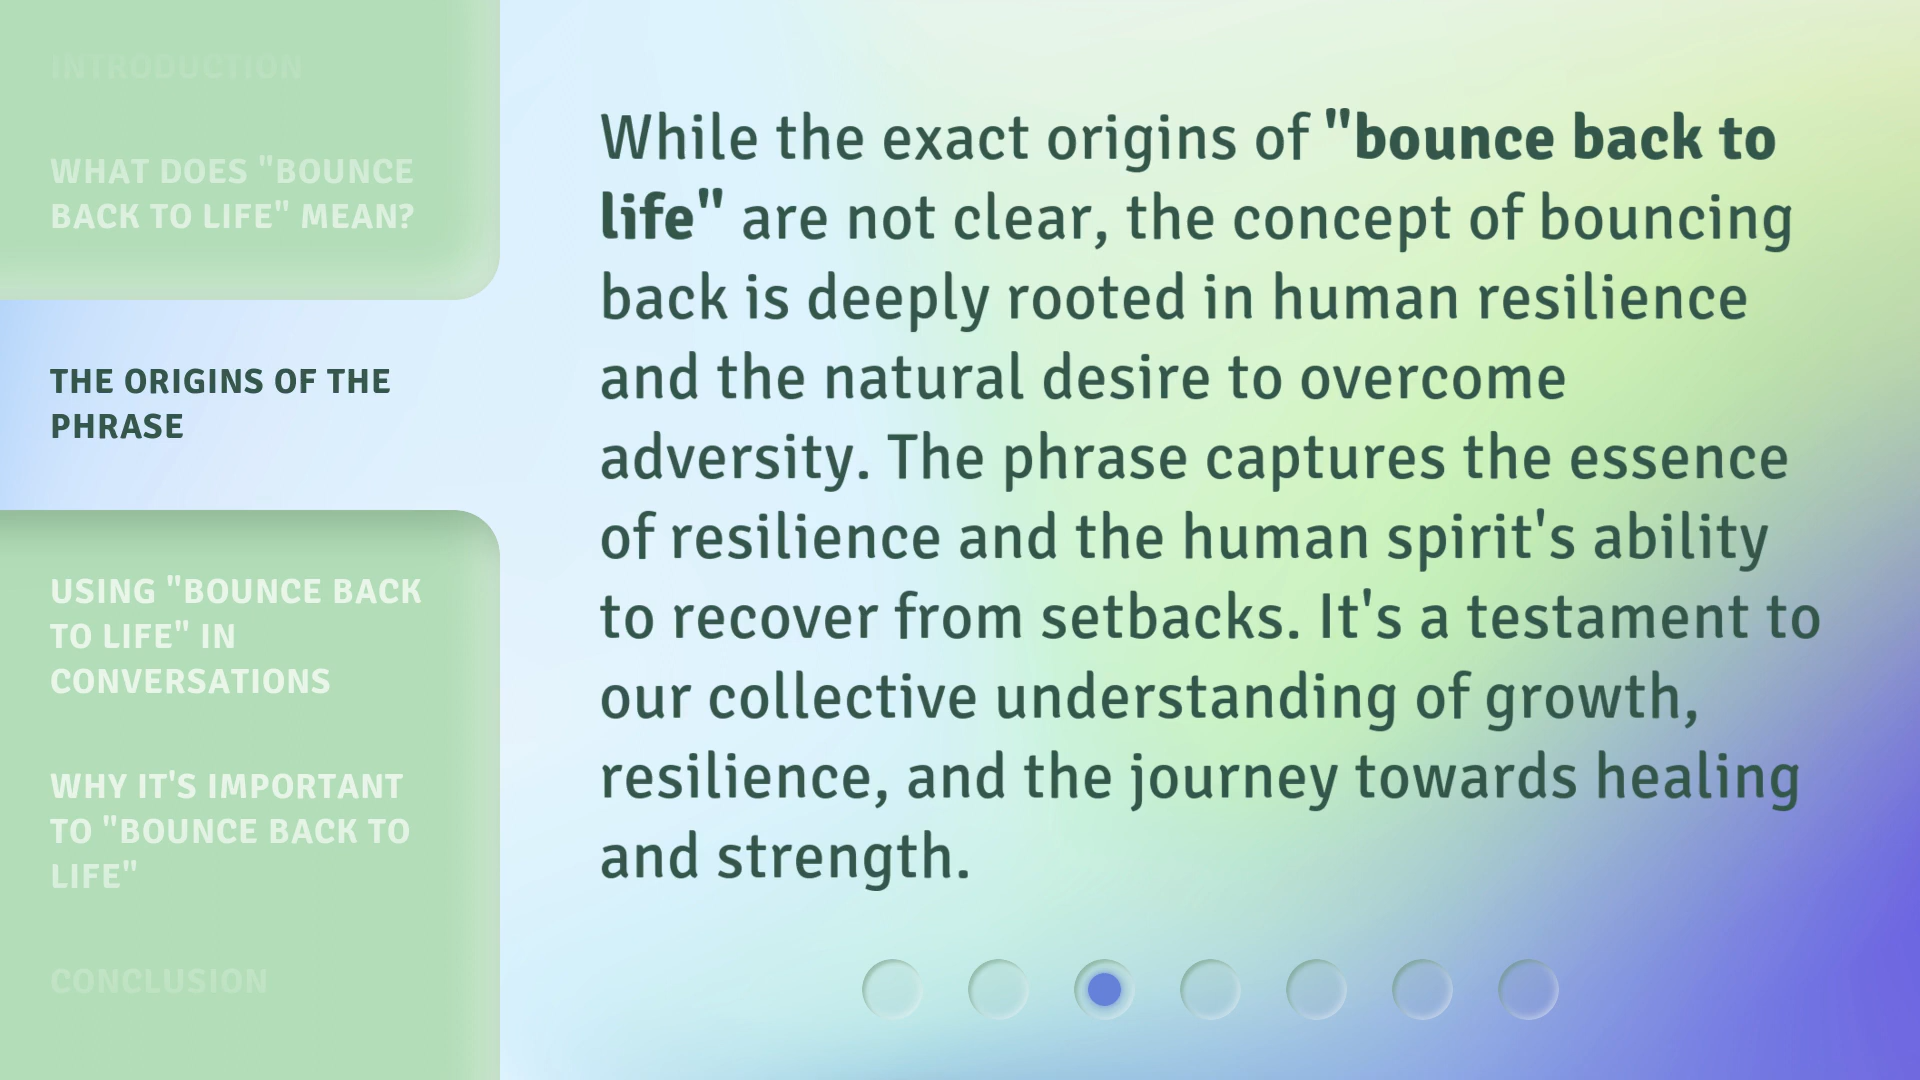 INTRODUCTION
WHAT DOES "BOUNCE
BACK TO LIFE" MEAN?
THE ORIGINS OF THE
PHRASE
USING "BOUNCE BACK
TO LIFE" IN
CONVERSATIONS
WHY IT'S IMPORTANT
TO "BOUNCE BACK TO
LIFE"
CONCLUSION
While the exact origins of "bounce back to
life" are not clear, the concept of bouncing
back is deeply rooted in human resilience
and the natural desire to overcome
adversity. The phrase captures the essence
of resilience and the human spirit's ability
to recover from setbacks. It's a testament to
our collective understanding of growth,
resilience, and the journey towards healing
and strength.